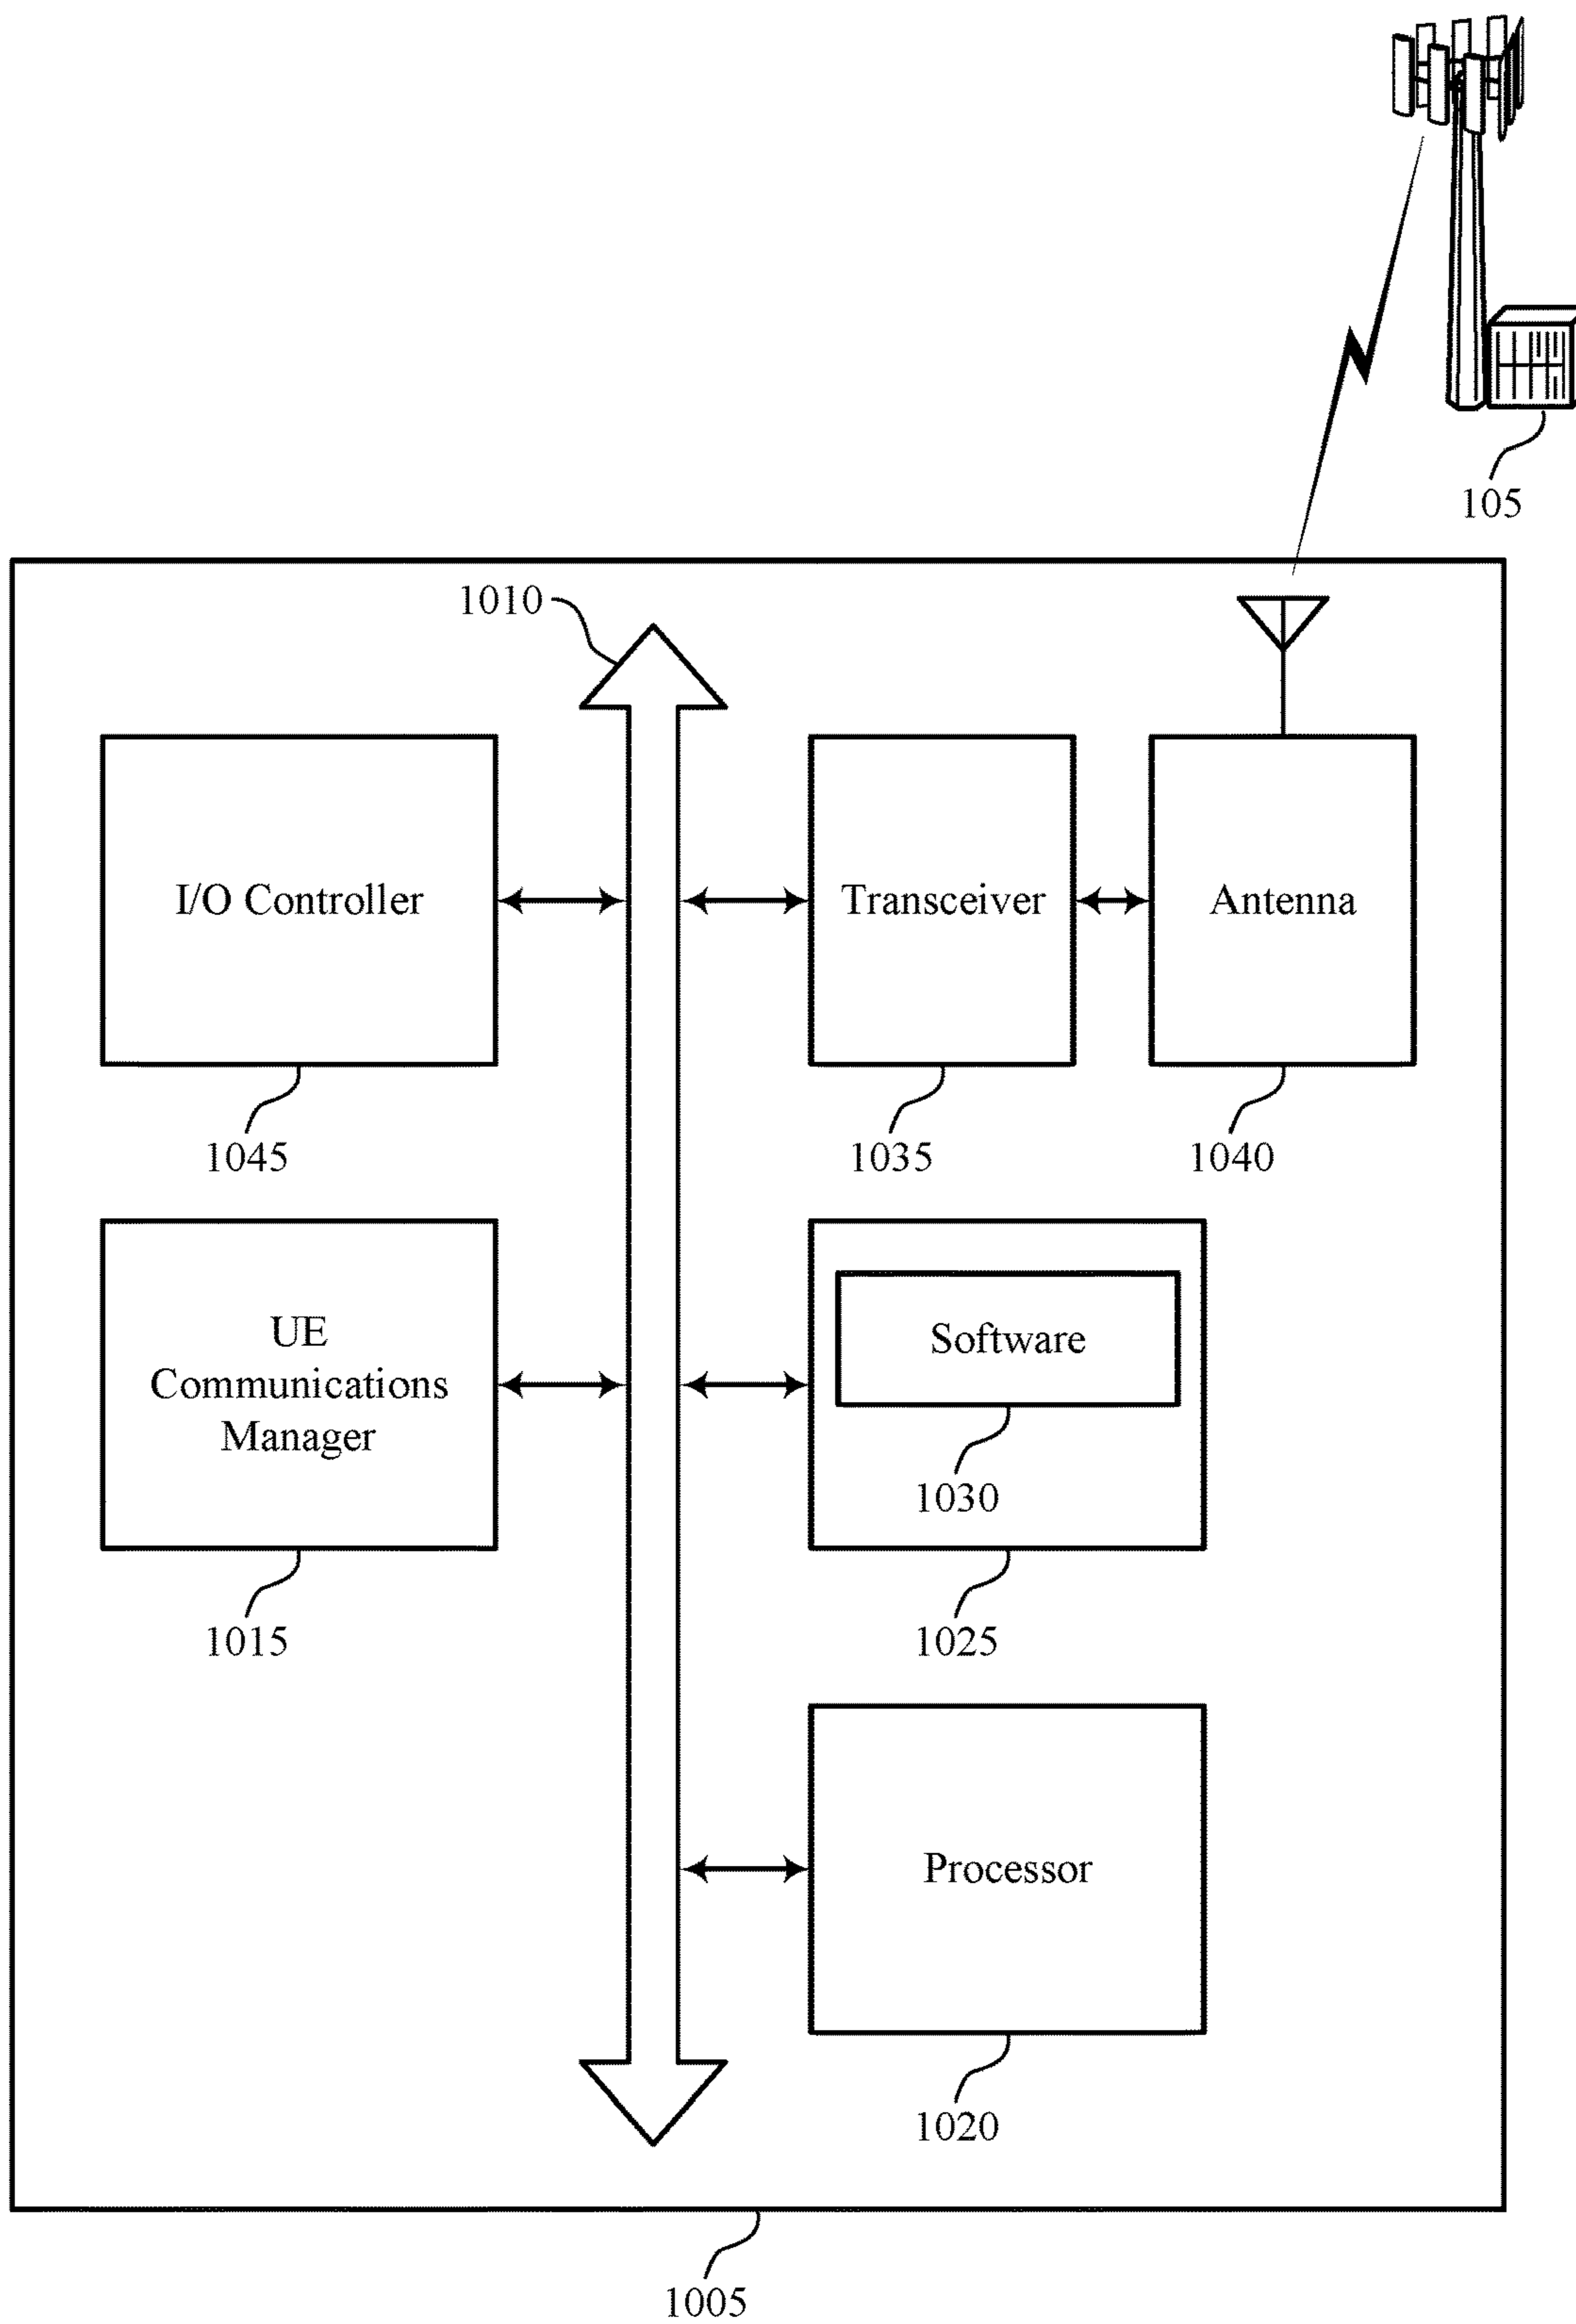 105
1010
I/O Controller
Transceiver
Antenna
1045
1035
1040
UE
Communications
Manager
Software
1030
1015
1025
Processor
1020
1005